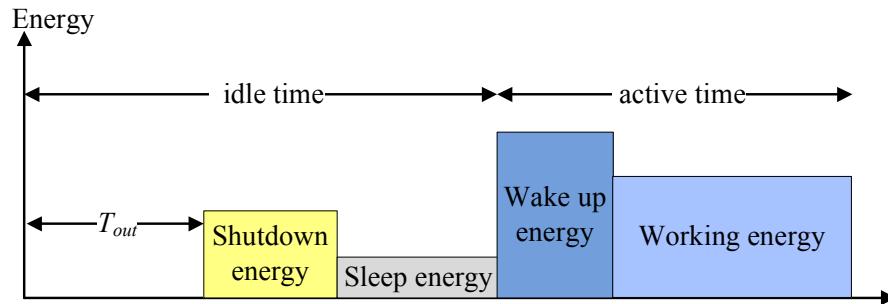 Energy
idle time
active time
T_out
Shutdown
energy
Sleep energy
Wake up
energy
Working energy